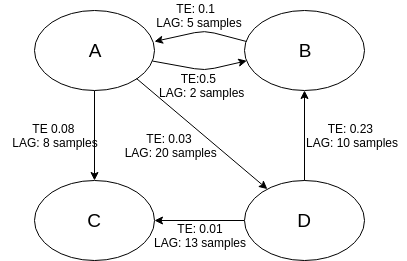 TE: 0.1
LAG: 5 samples
A
B
TE:0.5
LAG: 2 samples
TE 0.08
LAG: 8 samples
TE: 0.03
LAG: 20 samples
TE: 0.23
LAG: 10 samples
C
D
TE: 0.01
LAG: 13 samples